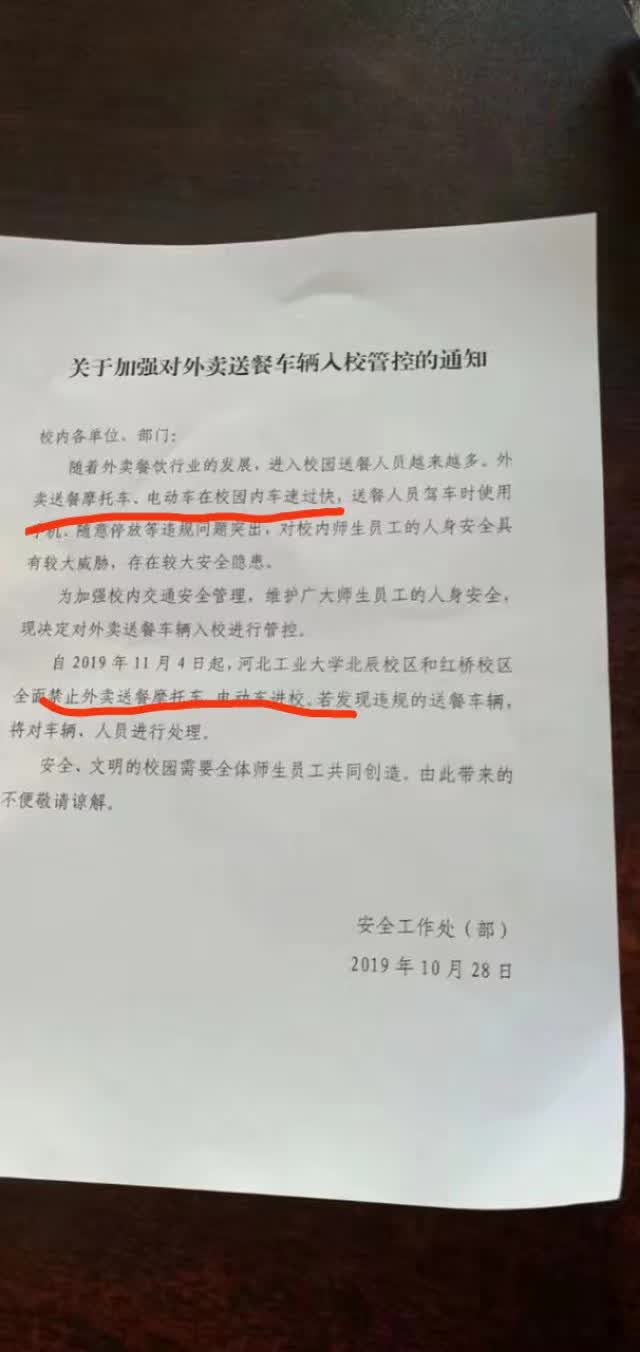 关于加强对外卖送餐车辆入校管控的通知
校内各单位、部门：
随着外卖餐饮行业的发展，进入校园送餐人员越来越多。外
卖送餐摩托车、电动车在校园内车速过快，送餐人员驾车时使用
手机、随意停放等违规问题突出，对校内师生员工的人身安全具
有较大威胁，存在较大安全隐患。
为加强校内交通安全管理，维护广大师生员工的人身安全，
现决定对外卖送餐车辆入校进行管控。
自 2019 年 11 月 4 日起，河北工业大学北辰校区和红桥校区
全面禁止外卖送餐摩托车、电动车进校。若发现违规的送餐车辆，
将对车辆、人员进行处理。
安全、文明的校园需要全体师生员工共同创造。由此带来的
不便敬请谅解。
安全工作处（部）
2019 年 10 月 28 日